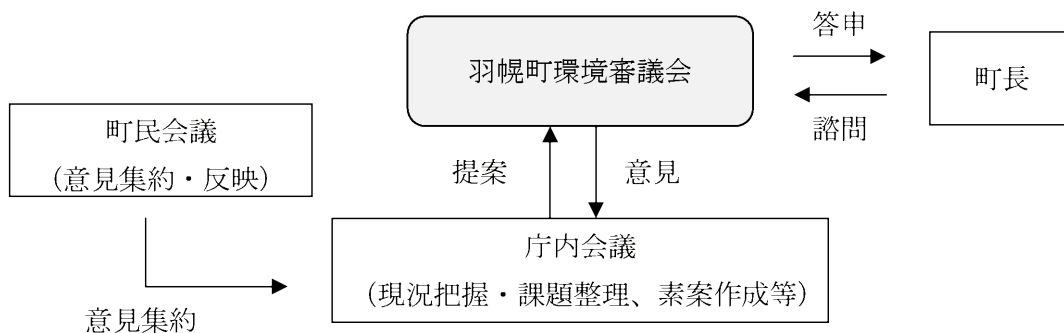 答申
羽幌町環境審議会
町長
諮問
町民会議
（意見集約・反映）
提案
意見
庁内会議
（現況把握・課題整理、素案作成等）
意見集約